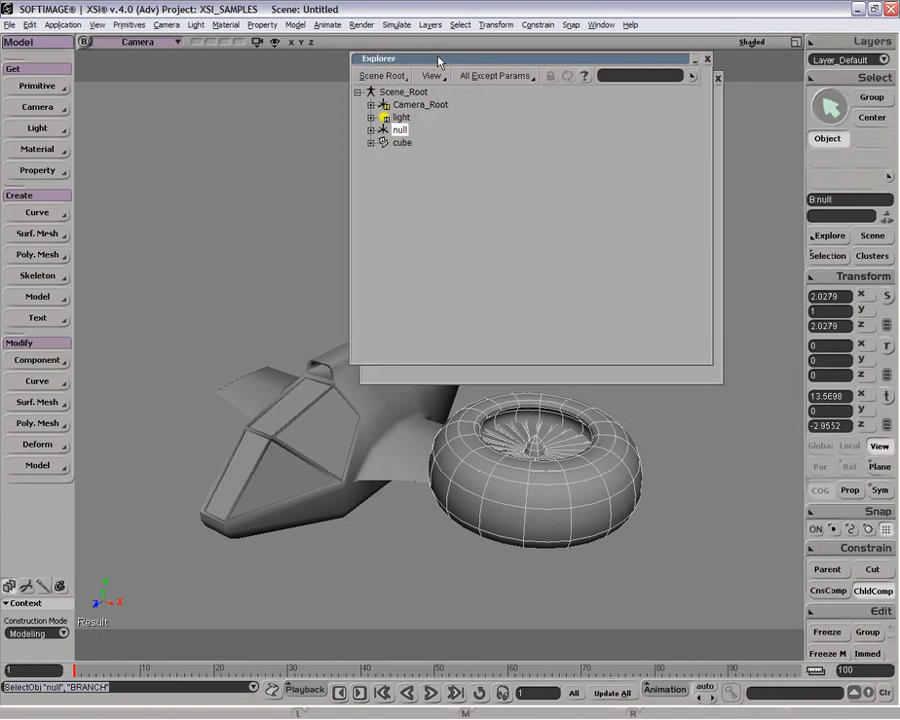 SOFTIMAGE® | XSI® v.4.0 (Adv) Project: XSI_SAMPLES Scene: Untitled
File Edit Application View Primitives Camera Light Material Property Model Animate Render Simulate Layers Select Transform Constrain Snap Window Help
Model
B Camera X Y Z Shaded
Layers
Layer_Default
Get
Primitive
Camera
Light
Material
Property
Create
Curve
Surf. Mesh
Poly. Mesh
Skeleton
Model
Text
Modify
Component
Curve
Surf. Mesh
Poly. Mesh
Deform
Model
Context
Construction Mode
Modeling
Explorer
Scene Root View All Except Params ?
Scene_Root
Camera_Root
light
null
cube
Result
Y
Z X
Select
Group
Center
Object
B:null
Explore Scene
Selection Clusters
Transform
2.0279 x s
1 y
2.0279 z
0 x r
0 y
0 z
13.5698 x t
0 y
-2.9552 z
Global Local View
Par Ref Plane
COG Prop Sym
Snap
ON
Constrain
Parent Cut
CnsComp ChldComp
Edit
Freeze Group
Freeze M Immed
1 10 20 30 40 50 60 70 80 90 100
SelectObj "null", "BRANCH"
Playback 1 All Update All Animation auto Clr
L M R